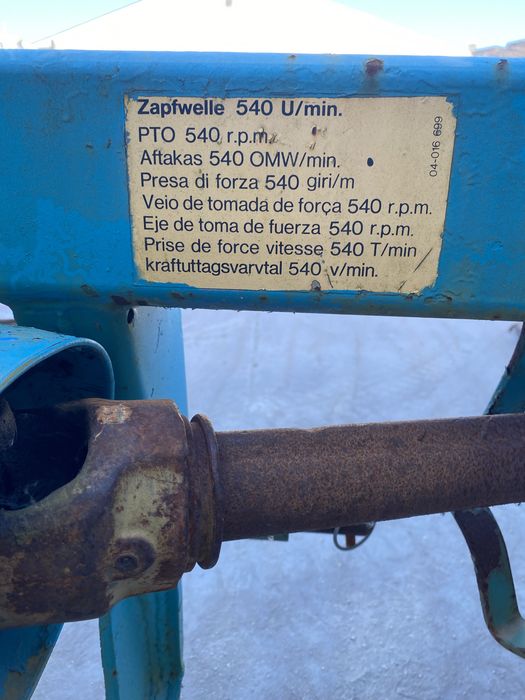 Zapfwelle 540 U/min.
PTO 540 r.p.m.
Aftakas 540 OMW/min.
Presa di forza 540 giri/m
Veio de tomada de força 540 r.p.m.
Eje de toma de fuerza 540 r.p.m.
Prise de force vitesse 540 T/min
kraftuttagsvarvtal 540 v/min.
04-016 699